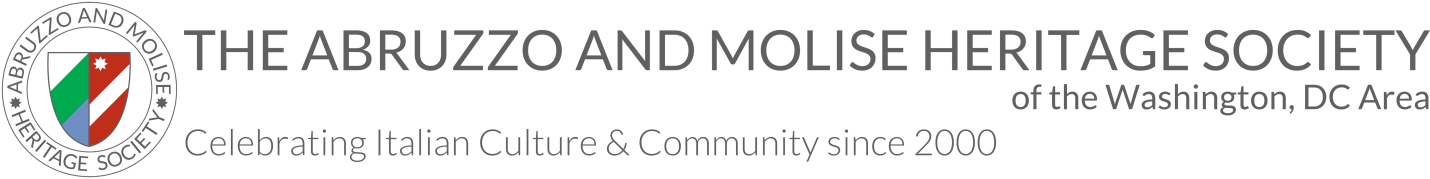 ABRUZZO AND MOLISE
HERITAGE SOCIETY
THE ABRUZZO AND MOLISE HERITAGE SOCIETY
of the Washington, DC Area
Celebrating Italian Culture & Community since 2000